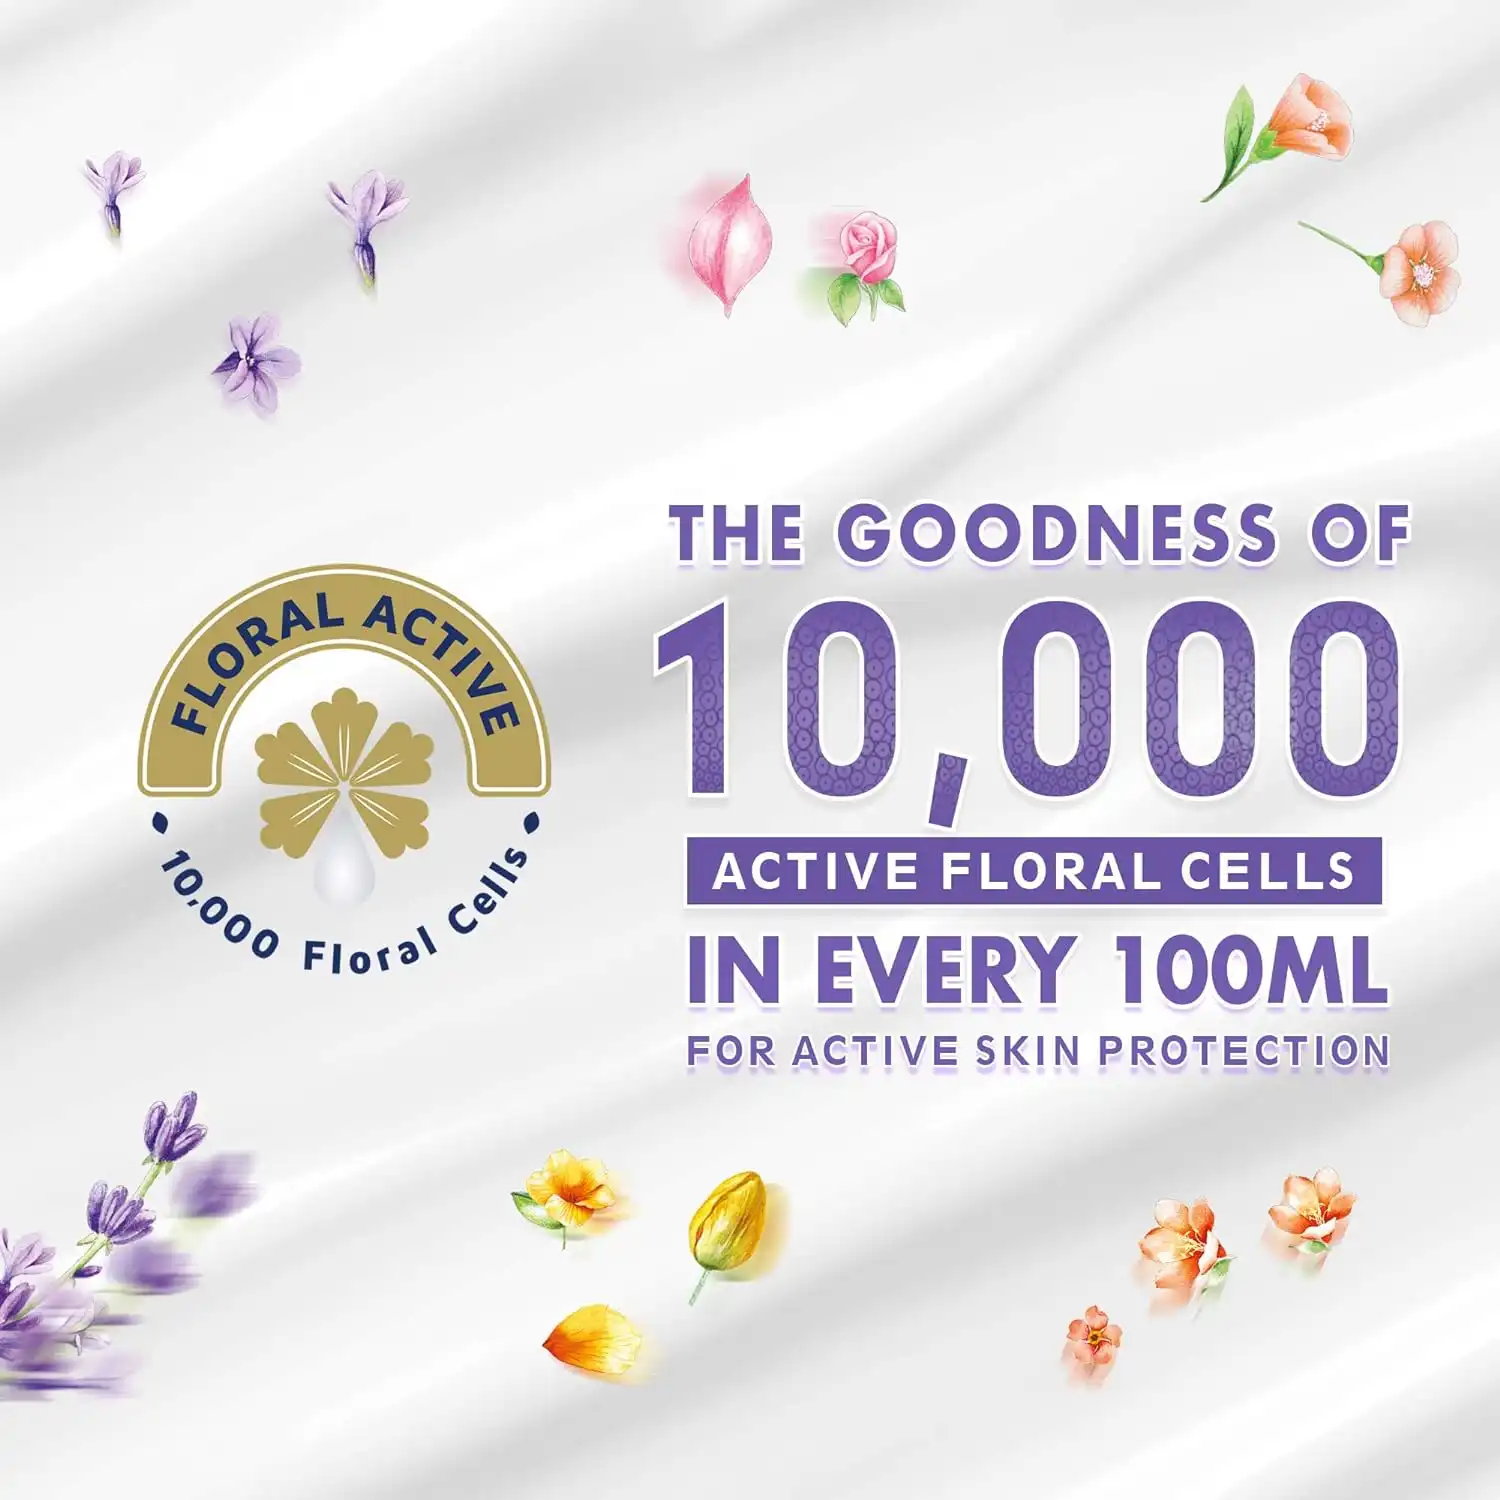 FLORAL ACTIVE
10,000 Floral Cells
THE GOODNESS OF
10,000
ACTIVE FLORAL CELLS
IN EVERY 100ML
FOR ACTIVE SKIN PROTECTION